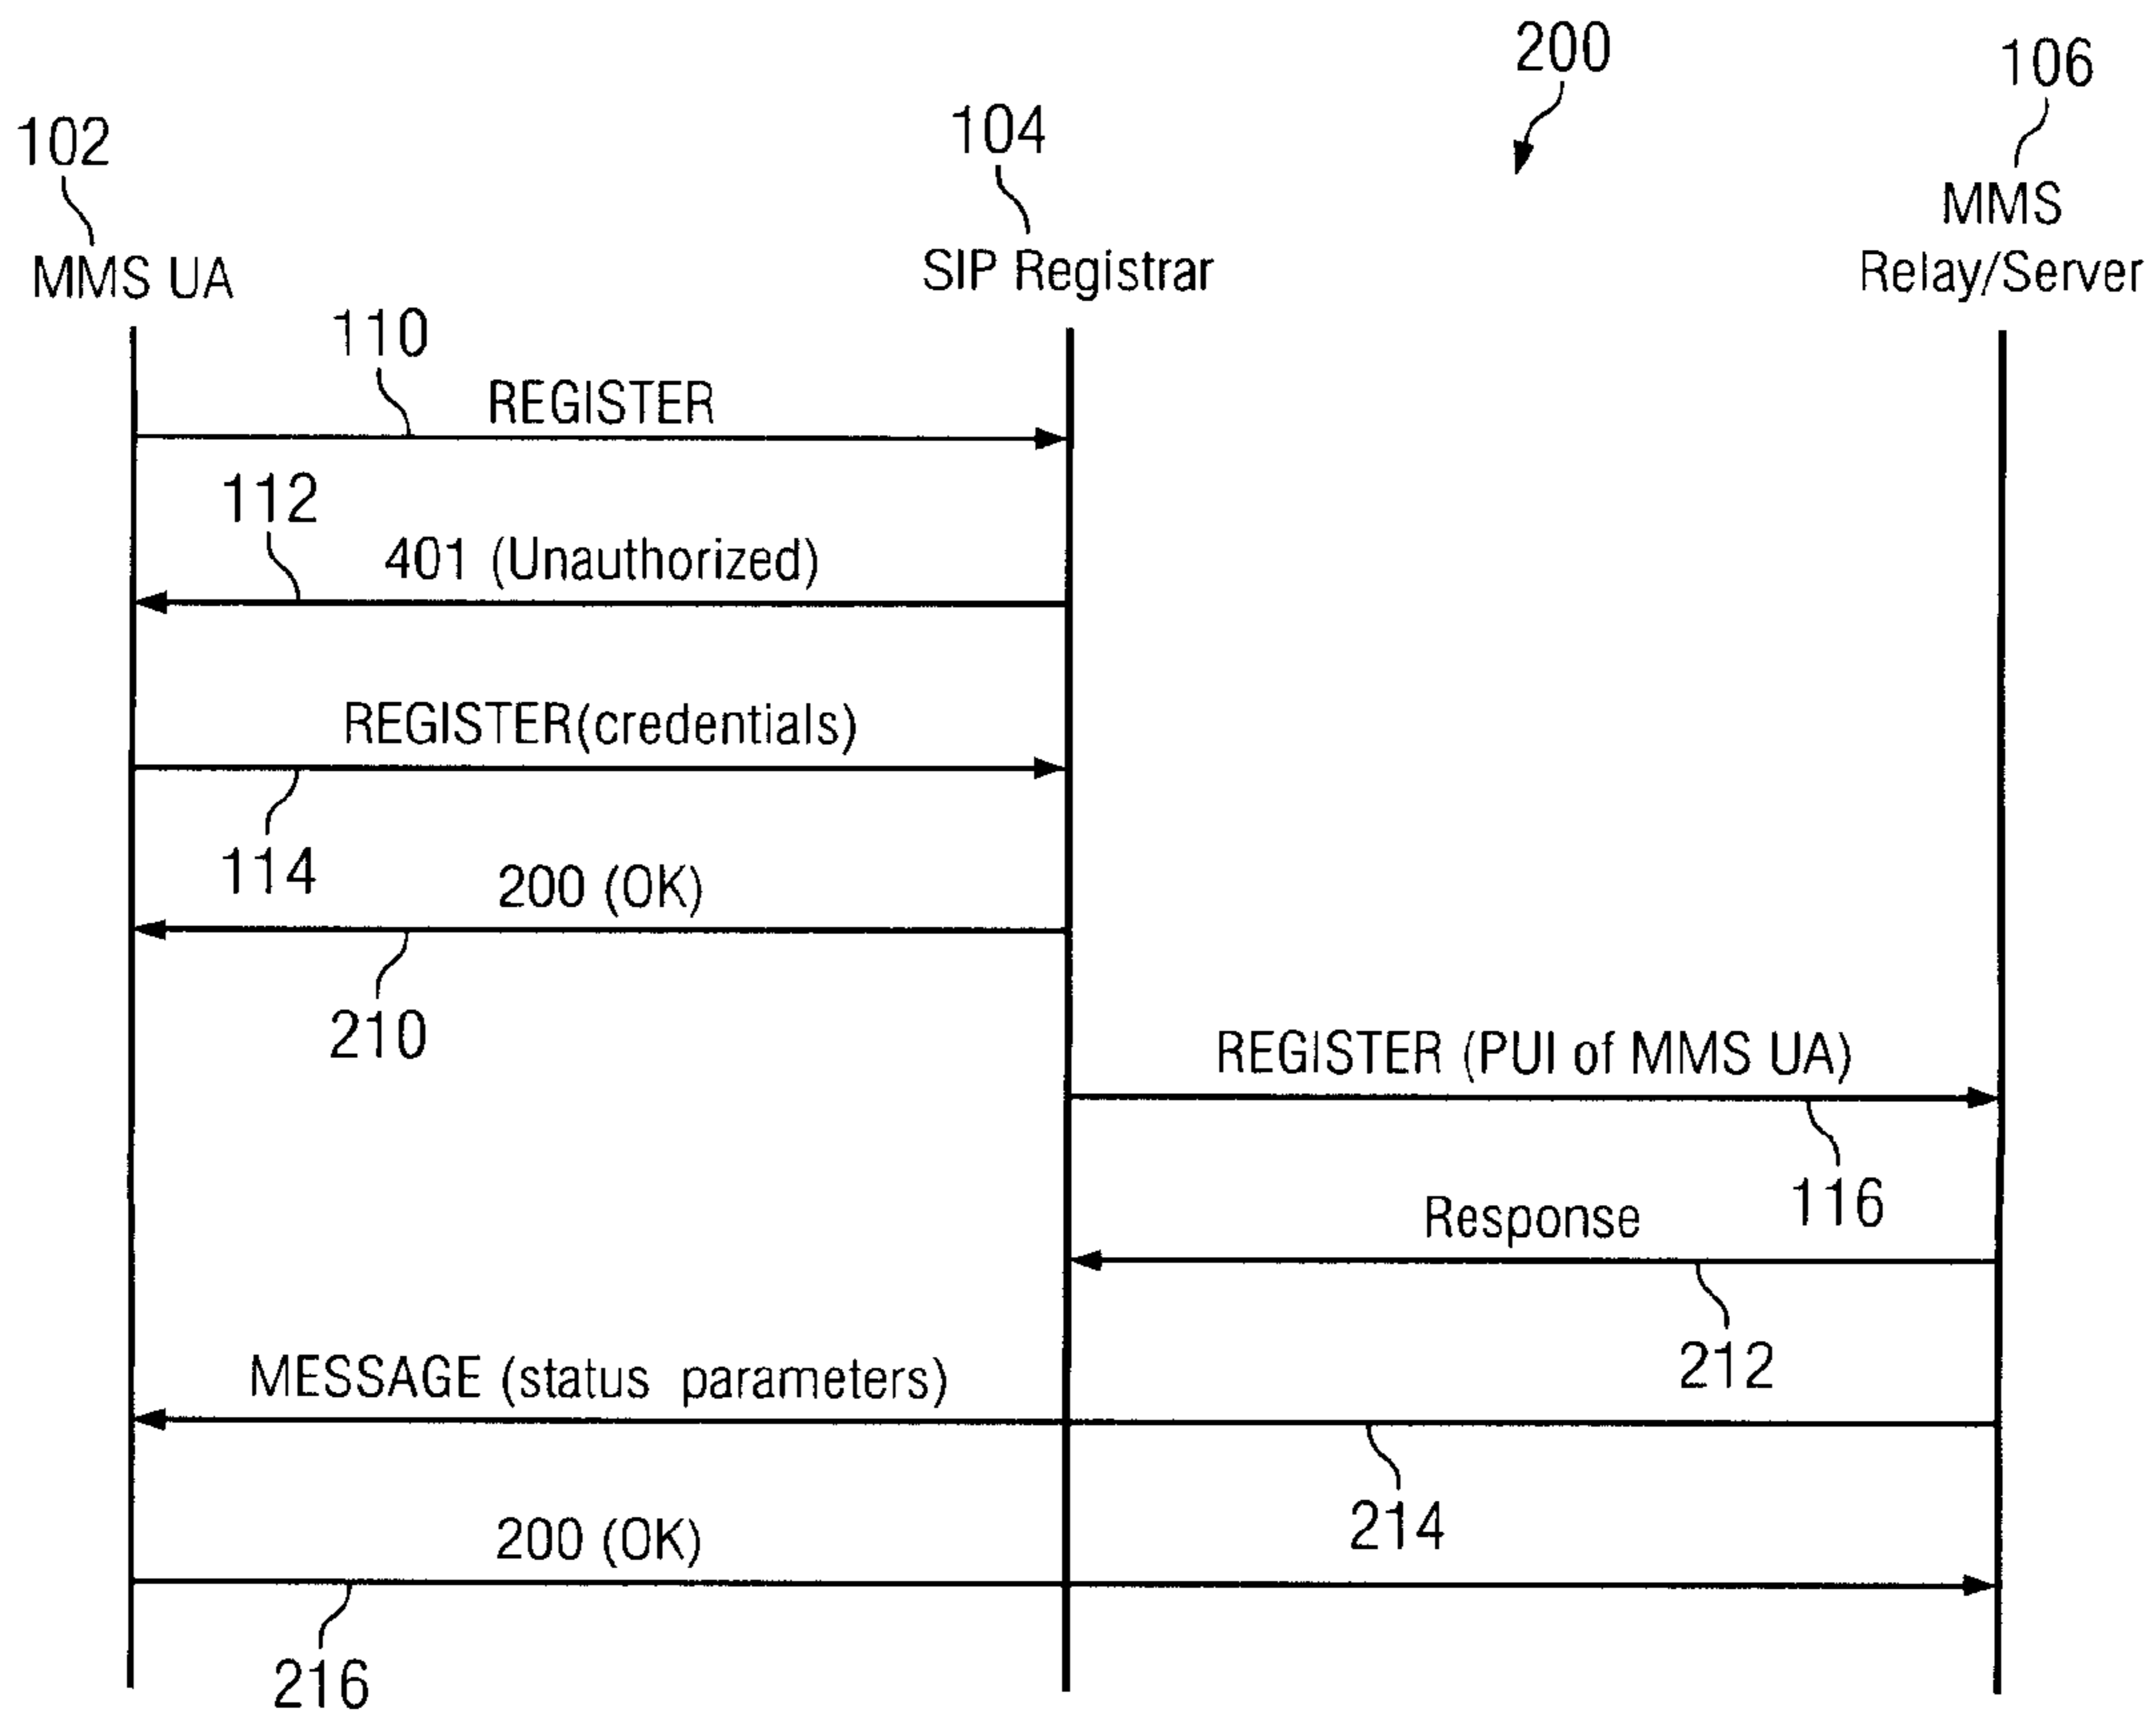 200
106
102
104
MMS
Relay/Server
MMS UA
SIP Registrar
110
REGISTER
112
401 (Unauthorized)
REGISTER(credentials)
114
200 (OK)
210
REGISTER (PUI of MMS UA)
116
Response
212
MESSAGE (status parameters)
214
200 (OK)
216